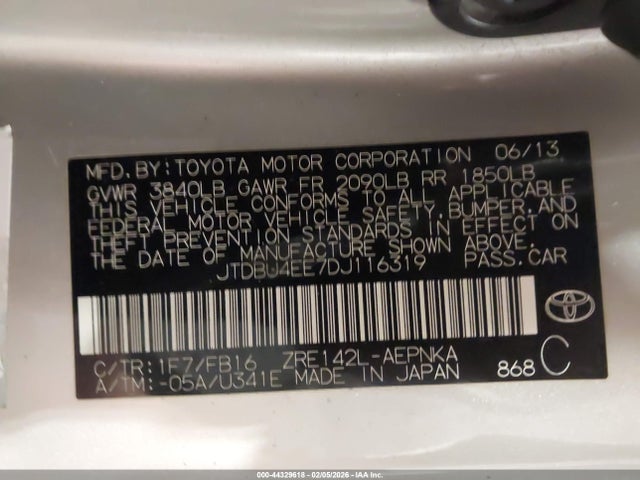 MFD. BY: TOYOTA MOTOR CORPORATION 06/13
GVWR 3840LB GAWR FR 2090LB RR 1850LB
THIS VEHICLE CONFORMS TO ALL APPLICABLE
FEDERAL MOTOR VEHICLE SAFETY, BUMPER, AND
THEFT PREVENTION STANDARDS IN EFFECT ON
THE DATE OF MANUFACTURE SHOWN ABOVE.
JTDBU4EE7DJ116319 PASS. CAR
C/TR: 1F7/FB16 ZRE142L-AEPNKA
A/TM: -05A/U341E MADE IN JAPAN 868 C
000-44329618 - 02/05/2026 - IAA Inc.